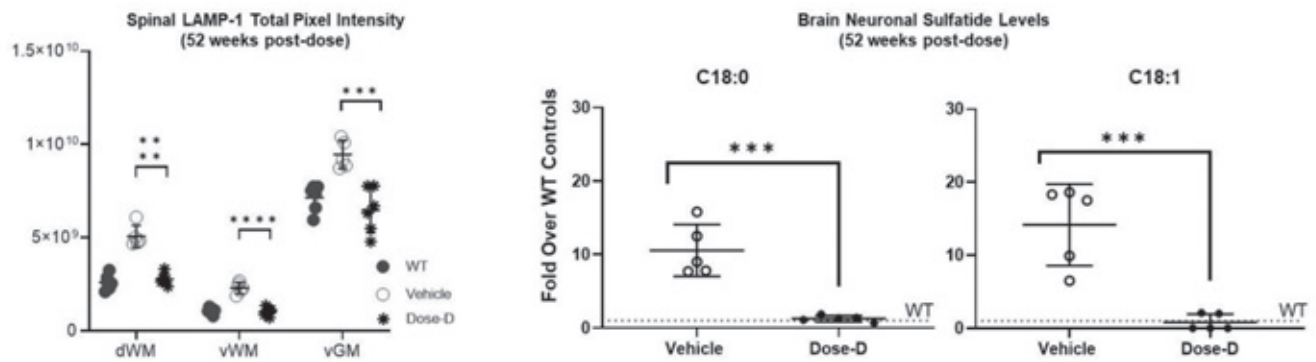 Spinal LAMP-1 Total Pixel Intensity
(52 weeks post-dose)
1.5×10¹⁰
1×10¹⁰
5×10⁹
0
* * *
* *
* *
* * * *
WT
Vehicle
Dose-D
dWM
vWM
vGM
Brain Neuronal Sulfatide Levels
(52 weeks post-dose)
C18:0
Fold Over WT Controls
30
20
10
0
* * *
WT
Vehicle
Dose-D
C18:1
30
20
10
0
* * *
WT
Vehicle
Dose-D